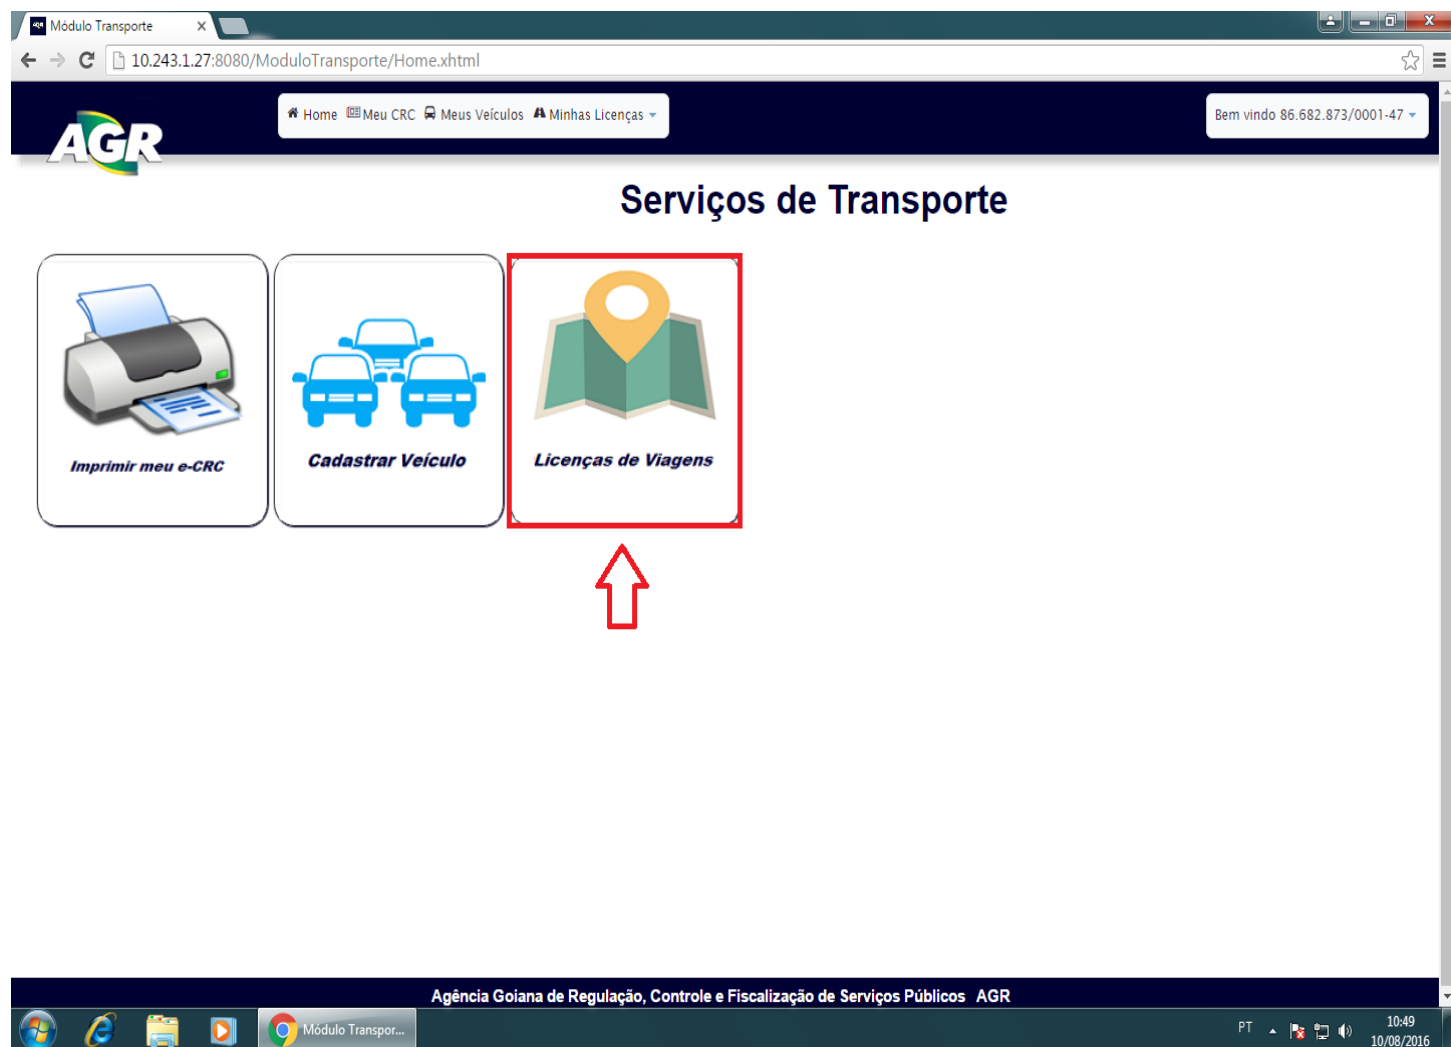 Módulo Transporte
10.243.1.27:8080/ModuloTransporte/Home.xhtml
AGR
Home Meu CRC Meus Veículos Minhas Licenças
Bem vindo 86.682.873/0001-47
Serviços de Transporte
Imprimir meu e-CRC
Cadastrar Veículo
Licenças de Viagens
Agência Goiana de Regulação, Controle e Fiscalização de Serviços Públicos AGR
Módulo Transpor...
PT
10:49
10/08/2016